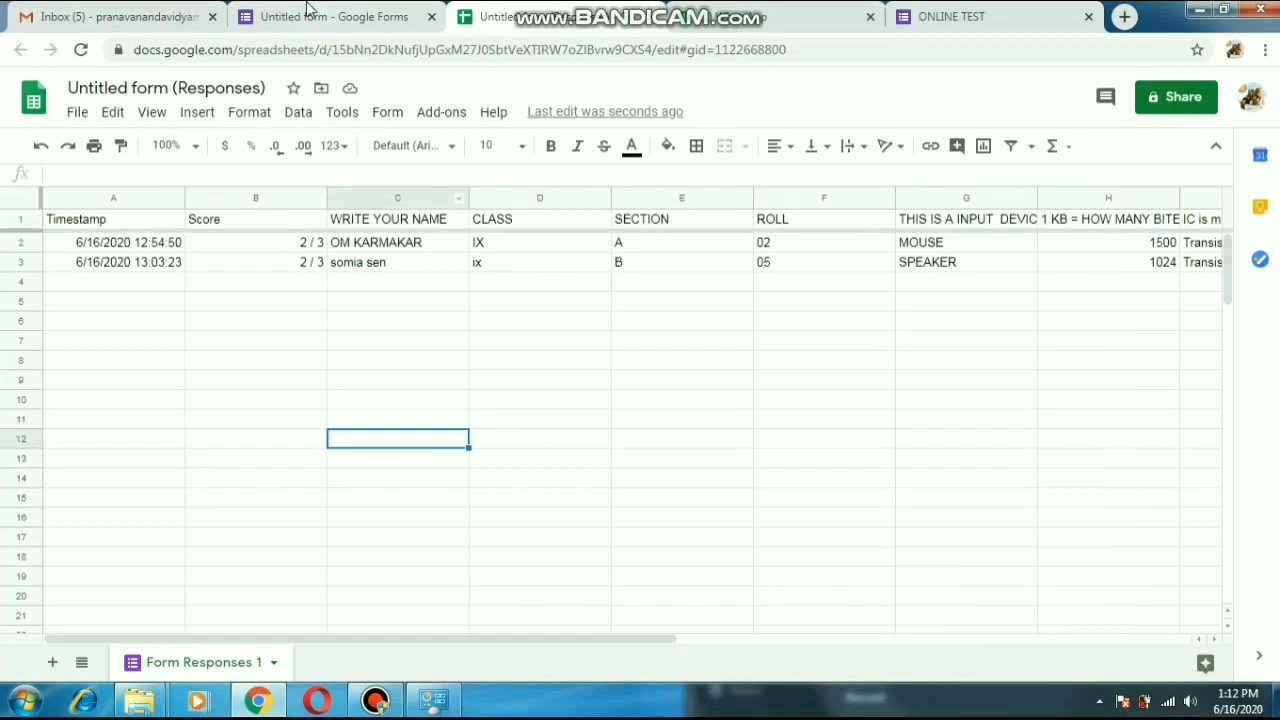 Inbox (5) - pranavanandavidyar
Untitled form - Google Forms
Untitled
www.BANDICAM.com
ONLINE TEST
docs.google.com/spreadsheets/d/15bNn2DkNufjUpGxM27J0SbtVeXTIRW7oZlBvrw9CXS4/edit#gid=1122668800
Untitled form (Responses)
File Edit View Insert Format Data Tools Form Add-ons Help Last edit was seconds ago
Share
100% $ % .0 .00 123 Default (Ari... 10 B I S A
fx
A B C D E F G H
1 Timestamp Score WRITE YOUR NAME CLASS SECTION ROLL THIS IS A INPUT DEVIC 1 KB = HOW MANY BITE IC is m
2 6/16/2020 12:54:50 2 / 3 OM KARMAKAR IX A 02 MOUSE 1500 Transis
3 6/16/2020 13:03:23 2 / 3 somia sen ix B 05 SPEAKER 1024 Transis
4
5
6
7
8
9
10
11
12
13
14
15
16
17
18
19
20
21
Form Responses 1
31
1:12 PM
6/16/2020